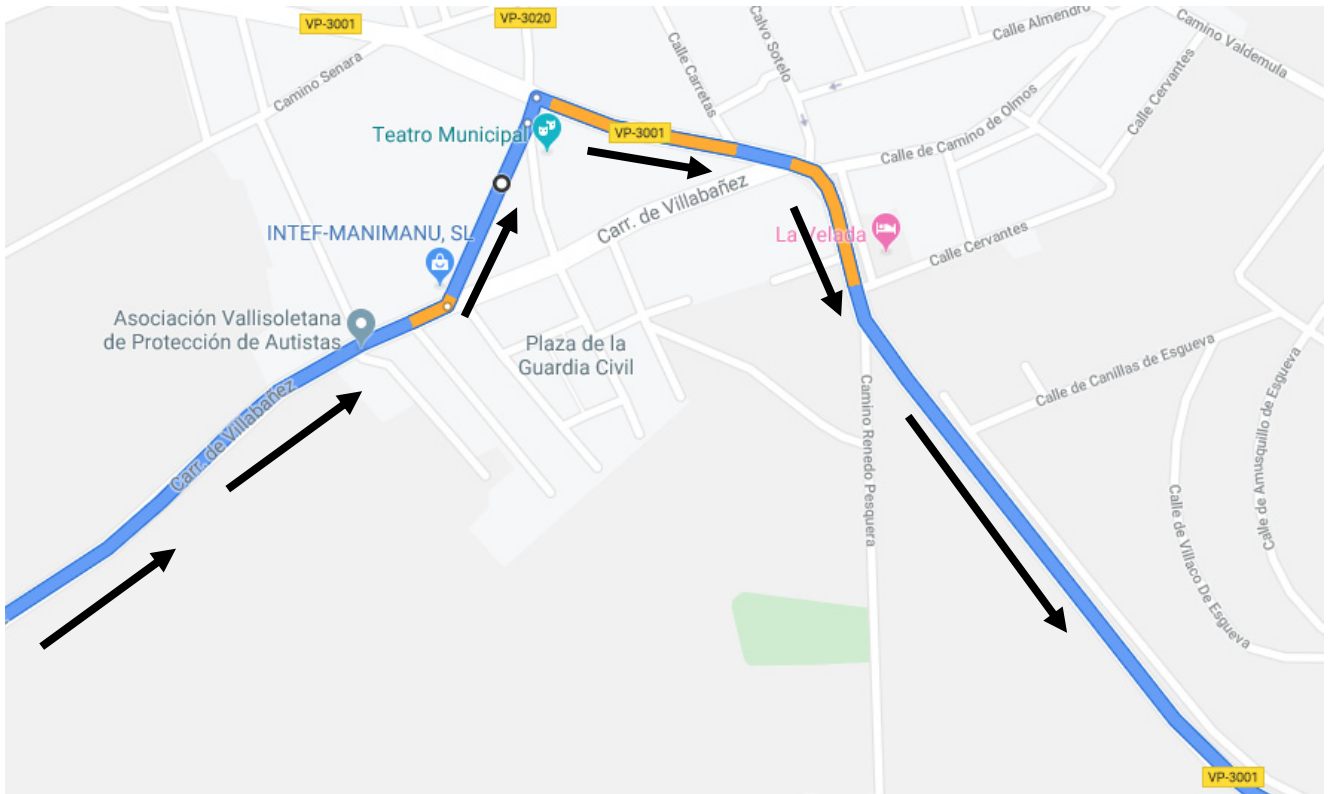 VP-3001
VP-3020
Calle Almendro
Calvo Sotelo
Camino Valdemula
Calle Carretas
Camino Senara
Calle Cervantes
Calle de Camino de Olmos
Teatro Municipal
VP-3001
Carr. de Villabañez
INTEF-MANIMANU, SL
La Velada
Calle Cervantes
Asociación Vallisoletana
de Protección de Autistas
Plaza de la
Guardia Civil
Carr. de Villabañez
Camino Renedo Pesquera
Calle de Canillas de Esgueva
Calle de Amusquillo de Esgueva
Calle de Villaco De Esgueva
VP-3001